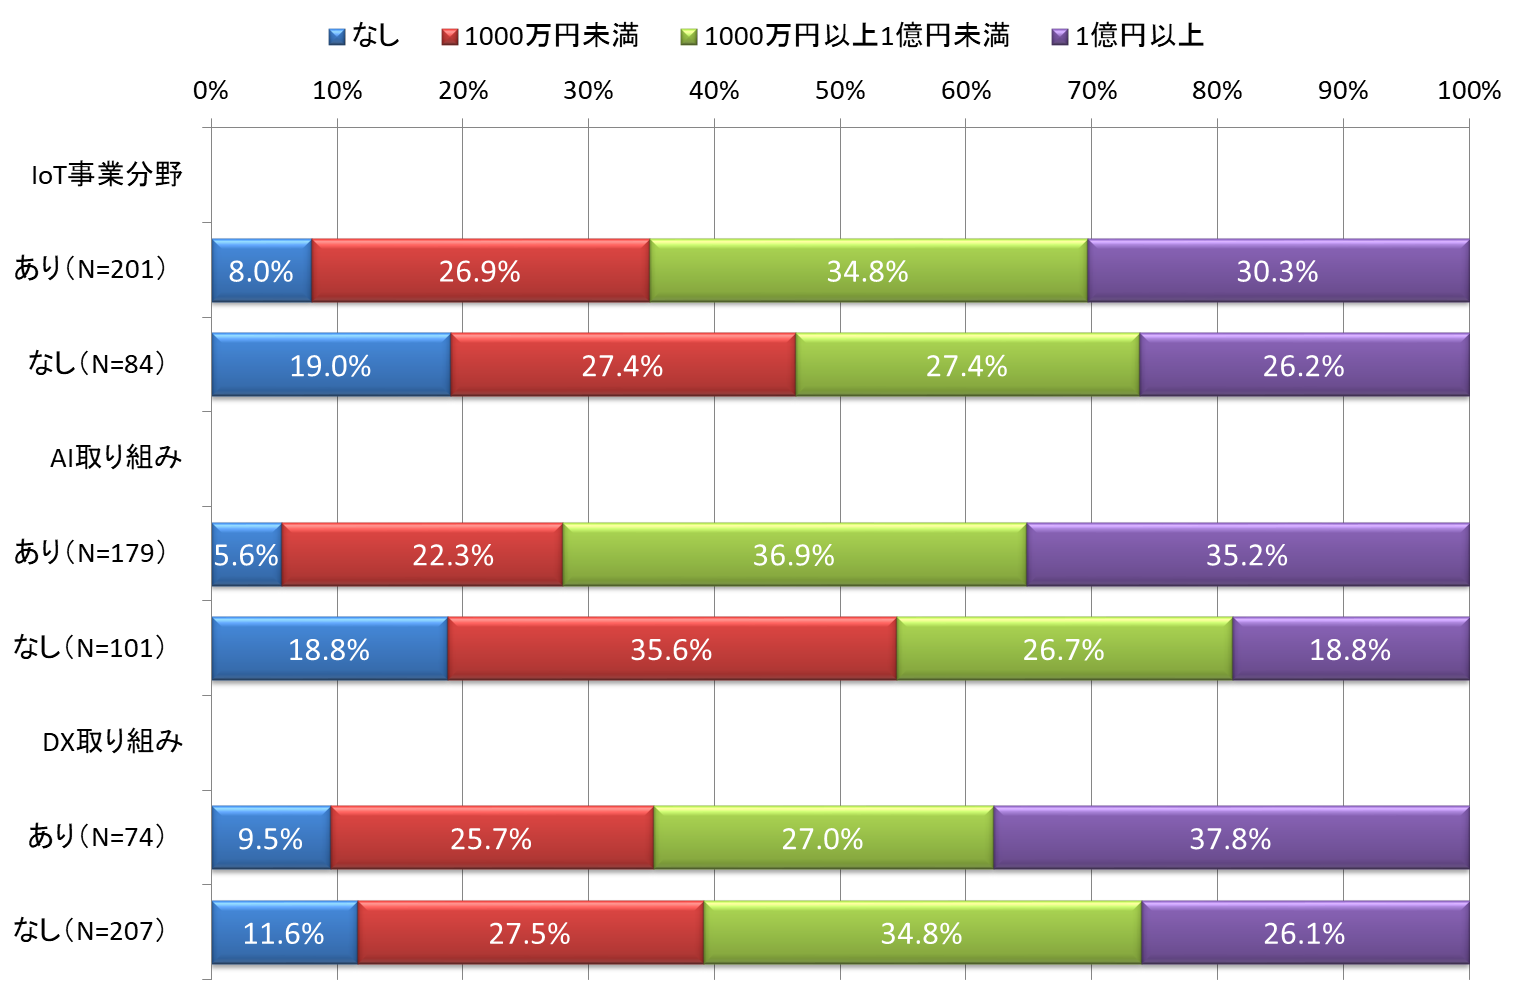 なし 1000万円未満 1000万円以上1億円未満 1億円以上
0% 10% 20% 30% 40% 50% 60% 70% 80% 90% 100%
IoT事業分野
あり（N=201） 8.0% 26.9% 34.8% 30.3%
なし（N=84） 19.0% 27.4% 27.4% 26.2%
AI取り組み
あり（N=179） 5.6% 22.3% 36.9% 35.2%
なし（N=101） 18.8% 35.6% 26.7% 18.8%
DX取り組み
あり（N=74） 9.5% 25.7% 27.0% 37.8%
なし（N=207） 11.6% 27.5% 34.8% 26.1%